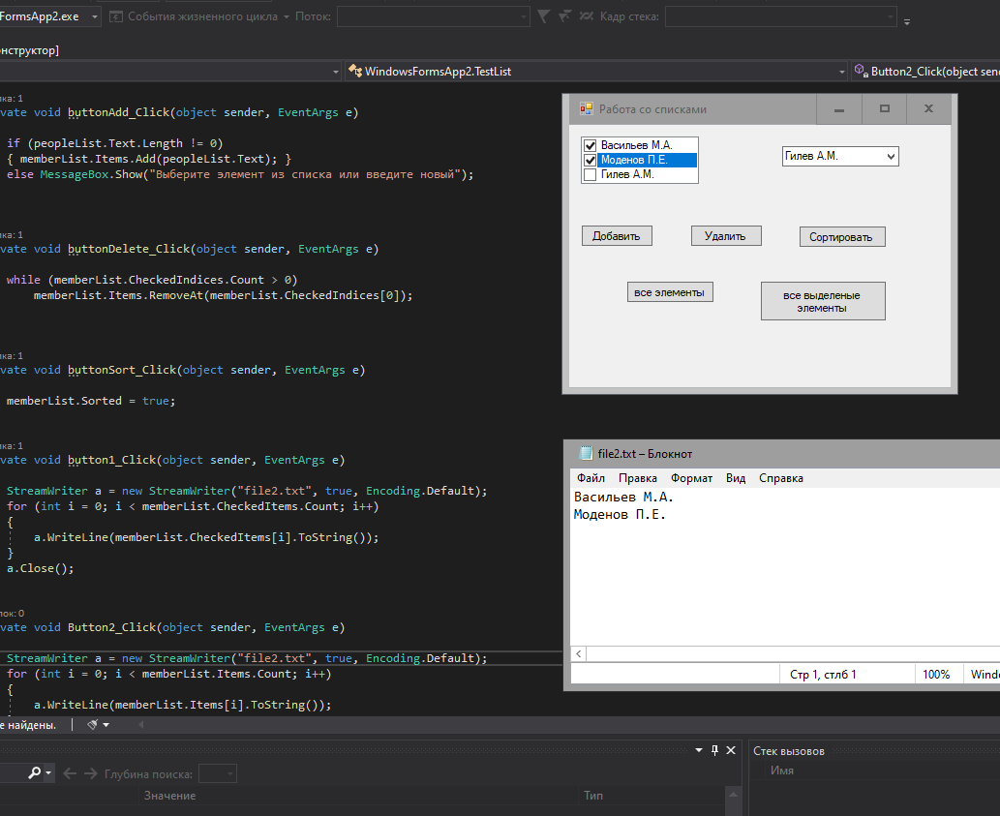 FormsApp2.exe
События жизненного цикла
Поток:
Кадр стека:
нструктор]
WindowsFormsApp2.TestList
Button2_Click(object sen
ка: 1
vate void buttonAdd_Click(object sender, EventArgs e)
if (peopleList.Text.Length != 0)
{ memberList.Items.Add(peopleList.Text); }
else MessageBox.Show("Выберите элемент из списка или введите новый");
ка: 1
vate void buttonDelete_Click(object sender, EventArgs e)
while (memberList.CheckedIndices.Count > 0)
memberList.Items.RemoveAt(memberList.CheckedIndices[0]);
ка: 1
vate void buttonSort_Click(object sender, EventArgs e)
memberList.Sorted = true;
ка: 1
vate void button1_Click(object sender, EventArgs e)
StreamWriter a = new StreamWriter("file2.txt", true, Encoding.Default);
for (int i = 0; i < memberList.CheckedItems.Count; i++)
{
a.WriteLine(memberList.CheckedItems[i].ToString());
}
a.Close();
лок: 0
vate void Button2_Click(object sender, EventArgs e)
StreamWriter a = new StreamWriter("file2.txt", true, Encoding.Default);
for (int i = 0; i < memberList.Items.Count; i++)
{
a.WriteLine(memberList.Items[i].ToString());
Работа со списками
Васильев М.А.
Моденов П.Е.
Гилев А.М.
Гилев А.М.
Добавить
Удалить
Сортировать
все элементы
все выделеные
элементы
file2.txt – Блокнот
Файл Правка Формат Вид Справка
Васильев М.А.
Моденов П.Е.
Стр 1, стлб 1
100%
Windo
е найдены.
Глубина поиска:
Значение
Тип
Стек вызовов
Имя